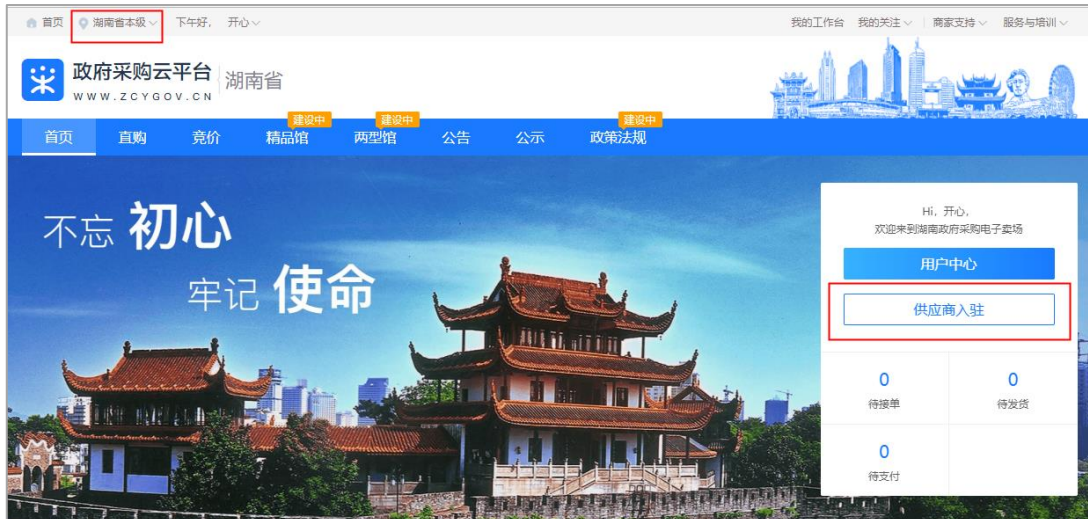 首页 湖南省本级 下午好， 开心 我的工作台 我的关注 商家支持 服务与培训
政府采购云平台 湖南省
WWW.ZCYGOV.CN
建设中 建设中 建设中
首页 直购 竞价 精品馆 两型馆 公告 公示 政策法规
不忘 初心
牢记 使命
Hi，开心，
欢迎来到湖南政府采购电子卖场
用户中心
供应商入驻
0 0
待接单 待发货
0
待支付